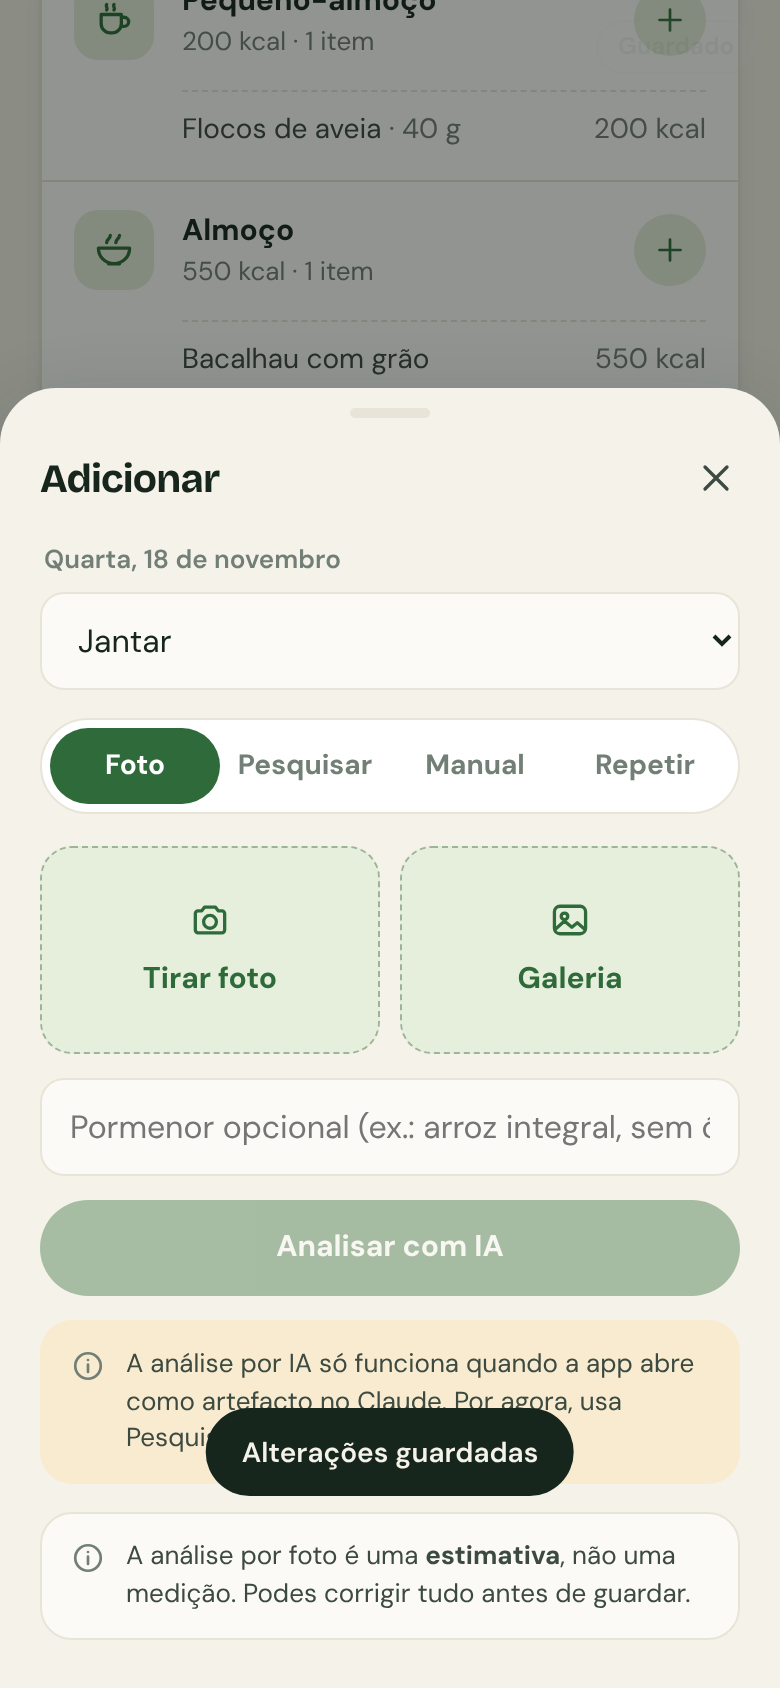 Pequeno-almoço
200 kcal · 1 item
Guardado
Flocos de aveia · 40 g 200 kcal
Almoço
550 kcal · 1 item
Bacalhau com grão 550 kcal
Adicionar
Quarta, 18 de novembro
Jantar
Foto Pesquisar Manual Repetir
Tirar foto Galeria
Pormenor opcional (ex.: arroz integral, sem
Analisar com IA
A análise por IA só funciona quando a app abre
como artefacto no Claude. Por agora, usa
Alterações guardadas
A análise por foto é uma estimativa, não uma
medição. Podes corrigir tudo antes de guardar.